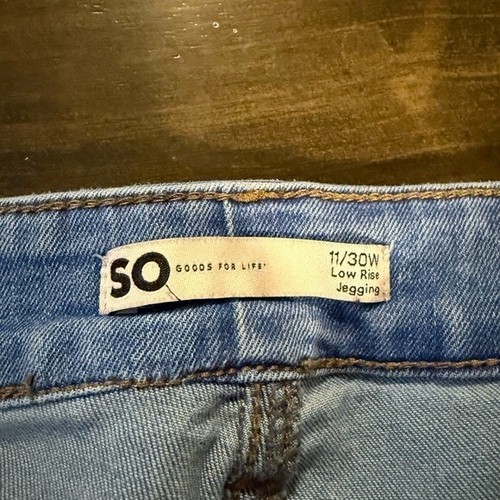 SO GOODS FOR LIFE
11/30W
Low Rise
Jegging